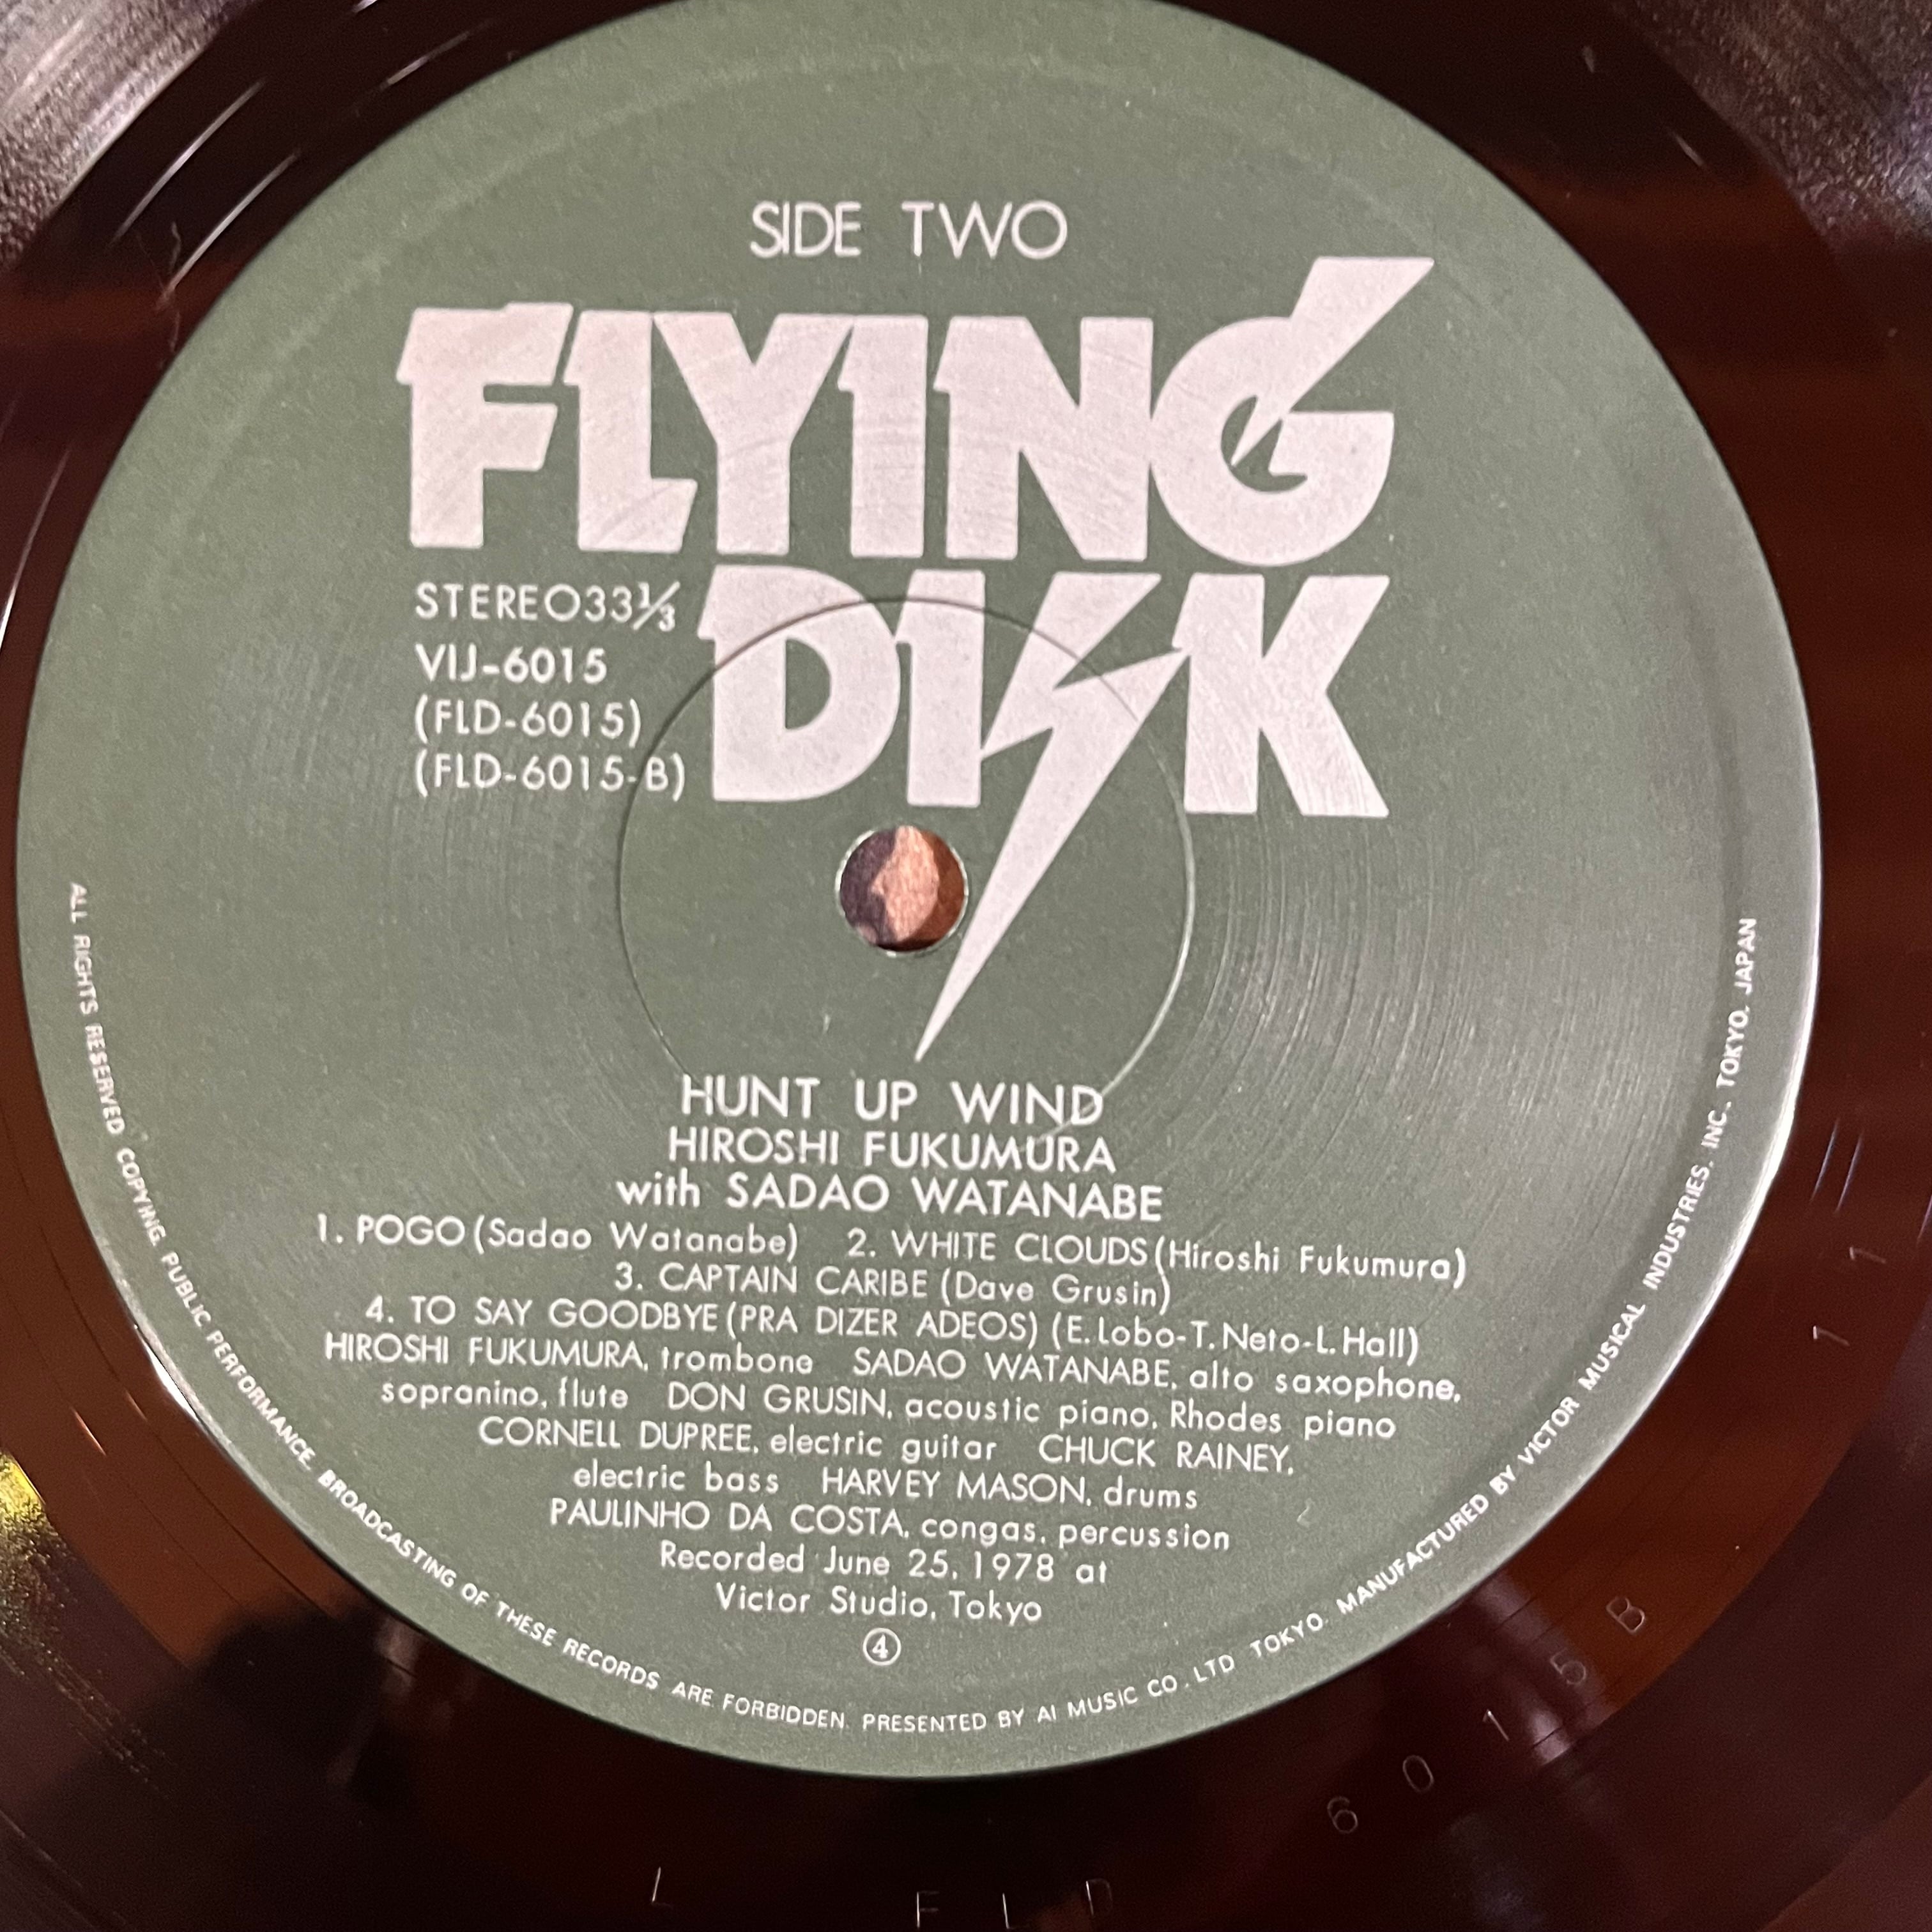 SIDE TWO
FLYING
DISK
STEREO33⅓
VIJ-6015
(FLD-6015)
(FLD-6015-B)
HUNT UP WIND
HIROSHI FUKUMURA
with SADAO WATANABE
1. POGO (Sadao Watanabe) 2. WHITE CLOUDS (Hiroshi Fukumura)
3. CAPTAIN CARIBE (Dave Grusin)
4. TO SAY GOODBYE (PRA DIZER ADEOS) (E. Lobo-T. Neto-L. Hall)
HIROSHI FUKUMURA, trombone SADAO WATANABE, alto saxophone,
sopranino, flute DON GRUSIN, acoustic piano, Rhodes piano
CORNELL DUPREE, electric guitar CHUCK RAINEY,
electric bass HARVEY MASON, drums
PAULINHO DA COSTA, congas, percussion
Recorded June 25, 1978 at
Victor Studio, Tokyo
④
ALL RIGHTS RESERVED COPYING, PUBLIC PERFORMANCE, BROADCASTING OF THESE RECORDS ARE FORBIDDEN. PRESENTED BY AI MUSIC CO., LTD TOKYO. MANUFACTURED BY VICTOR MUSICAL INDUSTRIES, INC. TOKYO, JAPAN
L FLD 6015B 111